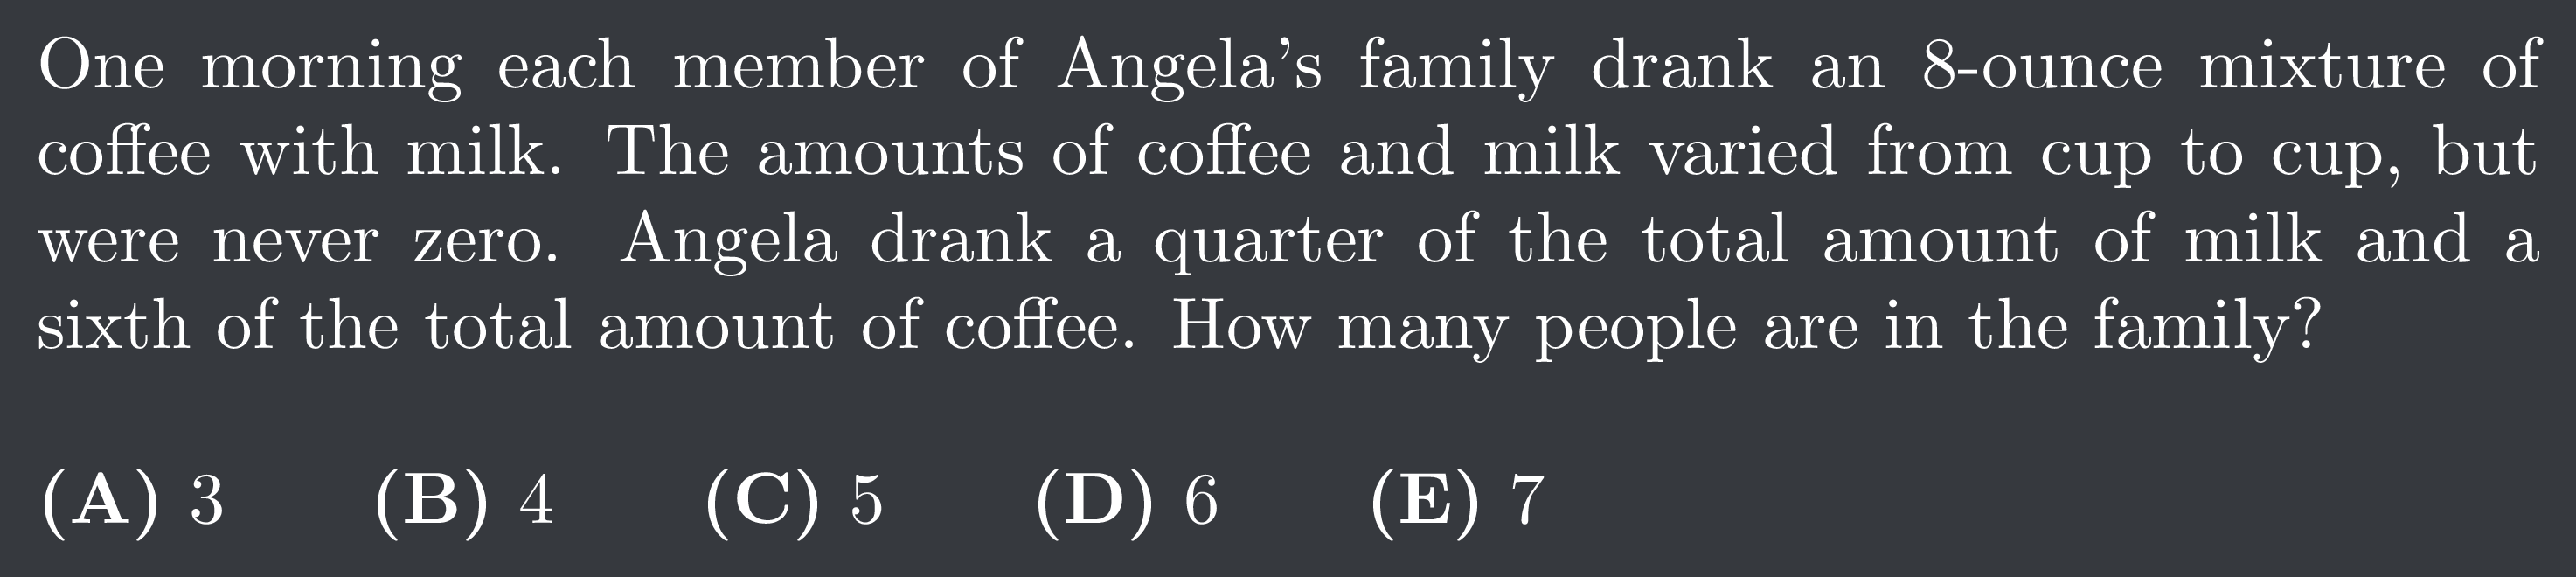 One morning each member of Angela’s family drank an 8-ounce mixture of
coffee with milk. The amounts of coffee and milk varied from cup to cup, but
were never zero. Angela drank a quarter of the total amount of milk and a
sixth of the total amount of coffee. How many people are in the family?
(A) 3 (B) 4 (C) 5 (D) 6 (E) 7